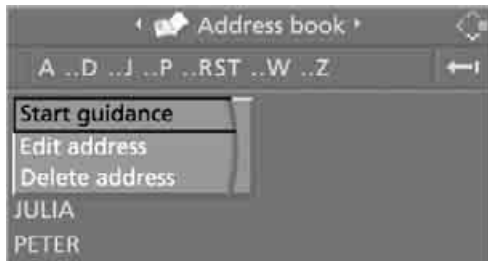 Address book
A ..D ..J ..P ..RST ..W ..Z
Start guidance
Edit address
Delete address
JULIA
PETER